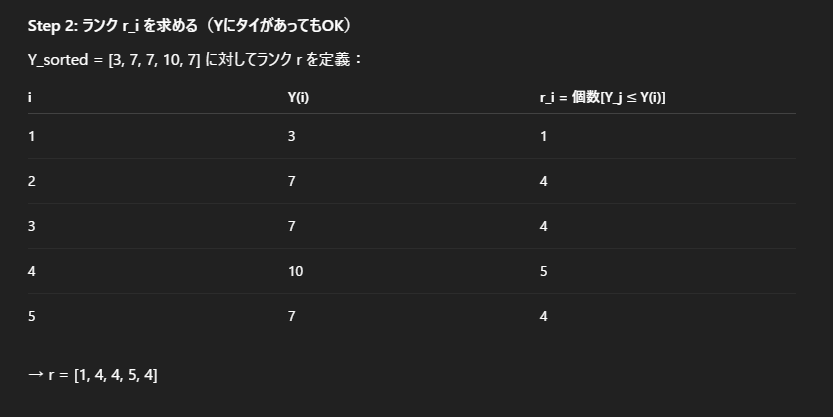 Step 2: ランク r_i を求める（YにタイがあってもOK）
Y_sorted = [3, 7, 7, 10, 7] に対してランク r を定義：
i Y(i) r_i = 個数[Y_j ≤ Y(i)]
1 3 1
2 7 4
3 7 4
4 10 5
5 7 4
→ r = [1, 4, 4, 5, 4]